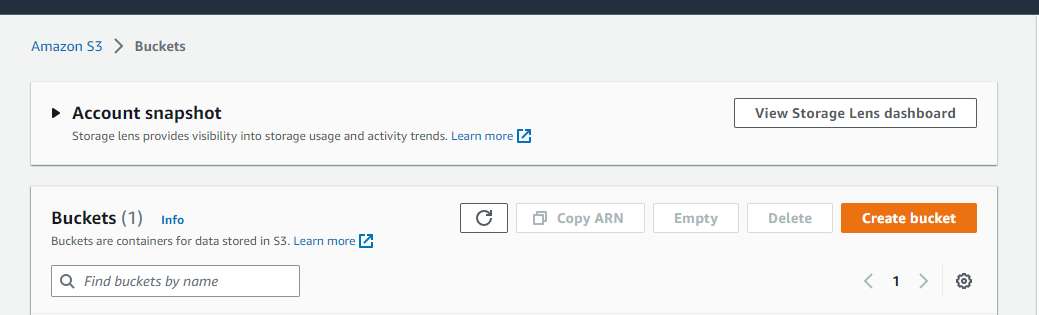 Amazon S3 > Buckets
Account snapshot
View Storage Lens dashboard
Storage lens provides visibility into storage usage and activity trends. Learn more
Buckets (1) Info
Copy ARN Empty Delete Create bucket
Buckets are containers for data stored in S3. Learn more
Find buckets by name
1